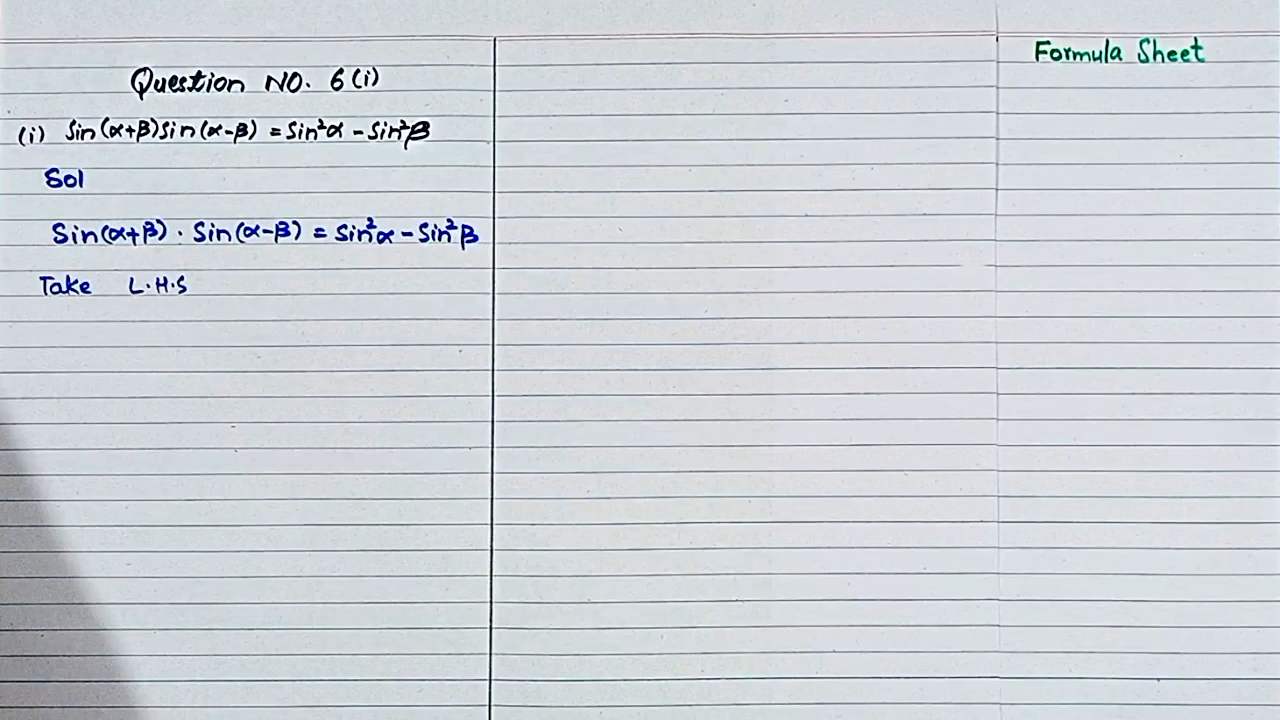 Question NO. 6(i)
(i) Sin(α+β)Sin(α-β) = Sin²α - Sin²β
Sol
Sin(α+β) · Sin(α-β) = Sin²α - Sin²β
Take L.H.S
Formula Sheet